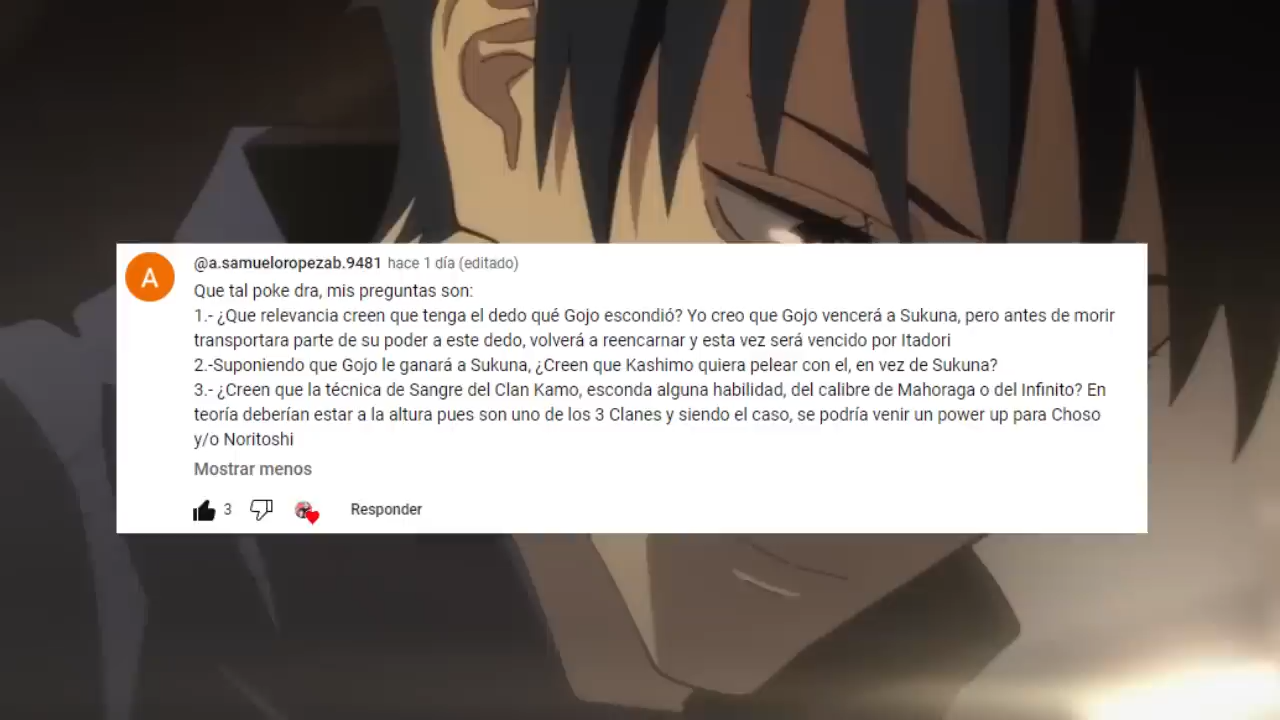 A
@a.samueloropezab.9481 hace 1 día (editado)
Que tal poke dra, mis preguntas son:
1.- ¿Que relevancia creen que tenga el dedo qué Gojo escondió? Yo creo que Gojo vencerá a Sukuna, pero antes de morir
transportara parte de su poder a este dedo, volverá a reencarnar y esta vez será vencido por Itadori
2.-Suponiendo que Gojo le ganará a Sukuna, ¿Creen que Kashimo quiera pelear con el, en vez de Sukuna?
3.- ¿Creen que la técnica de Sangre del Clan Kamo, esconda alguna habilidad, del calibre de Mahoraga o del Infinito? En
teoría deberían estar a la altura pues son uno de los 3 Clanes y siendo el caso, se podría venir un power up para Choso
y/o Noritoshi
Mostrar menos
3 Responder